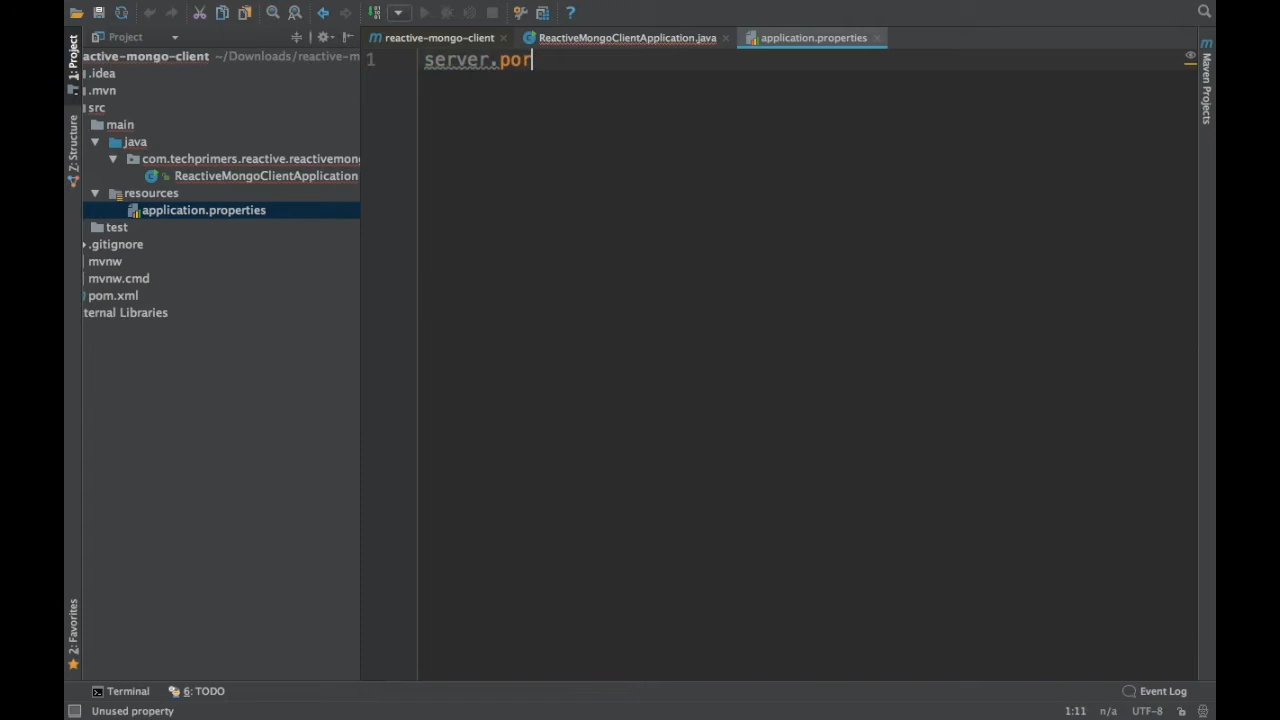 Project
reactive-mongo-client
ReactiveMongoClientApplication.java
application.properties
1: Project
active-mongo-client ~/Downloads/reactive-m
.idea
.mvn
src
main
java
com.techprimers.reactive.reactivemon
ReactiveMongoClientApplication
resources
application.properties
test
.gitignore
mvnw
mvnw.cmd
pom.xml
ternal Libraries
Z: Structure
2: Favorites
1 server.por
Maven Projects
Terminal
6: TODO
Event Log
Unused property
1:11 n/a UTF-8